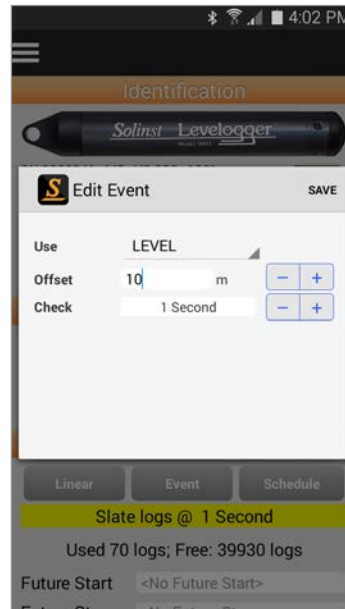 4:02 PM
Identification
Solinst Levelogger
S Edit Event SAVE
Use LEVEL
Offset 10 m - +
Check 1 Second - +
Linear Event Schedule
Slate logs @ 1 Second
Used 70 logs; Free: 39930 logs
Future Start <No Future Start>